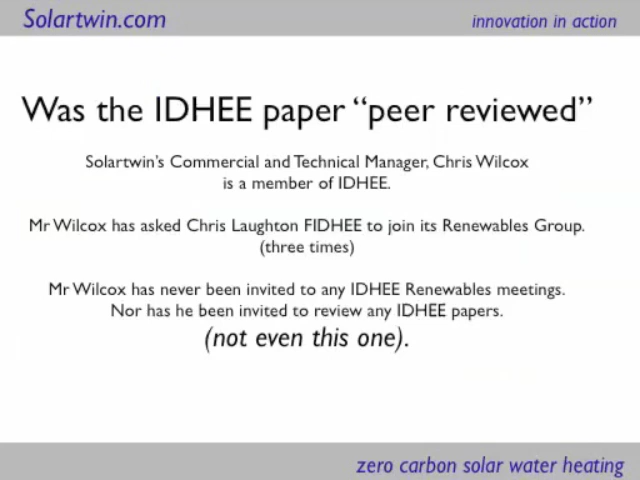 Solartwin.com
innovation in action
Was the IDHEE paper “peer reviewed”
Solartwin's Commercial and Technical Manager, Chris Wilcox
is a member of IDHEE.
Mr Wilcox has asked Chris Laughton FIDHEE to join its Renewables Group.
(three times)
Mr Wilcox has never been invited to any IDHEE Renewables meetings.
Nor has he been invited to review any IDHEE papers.
(not even this one).
zero carbon solar water heating